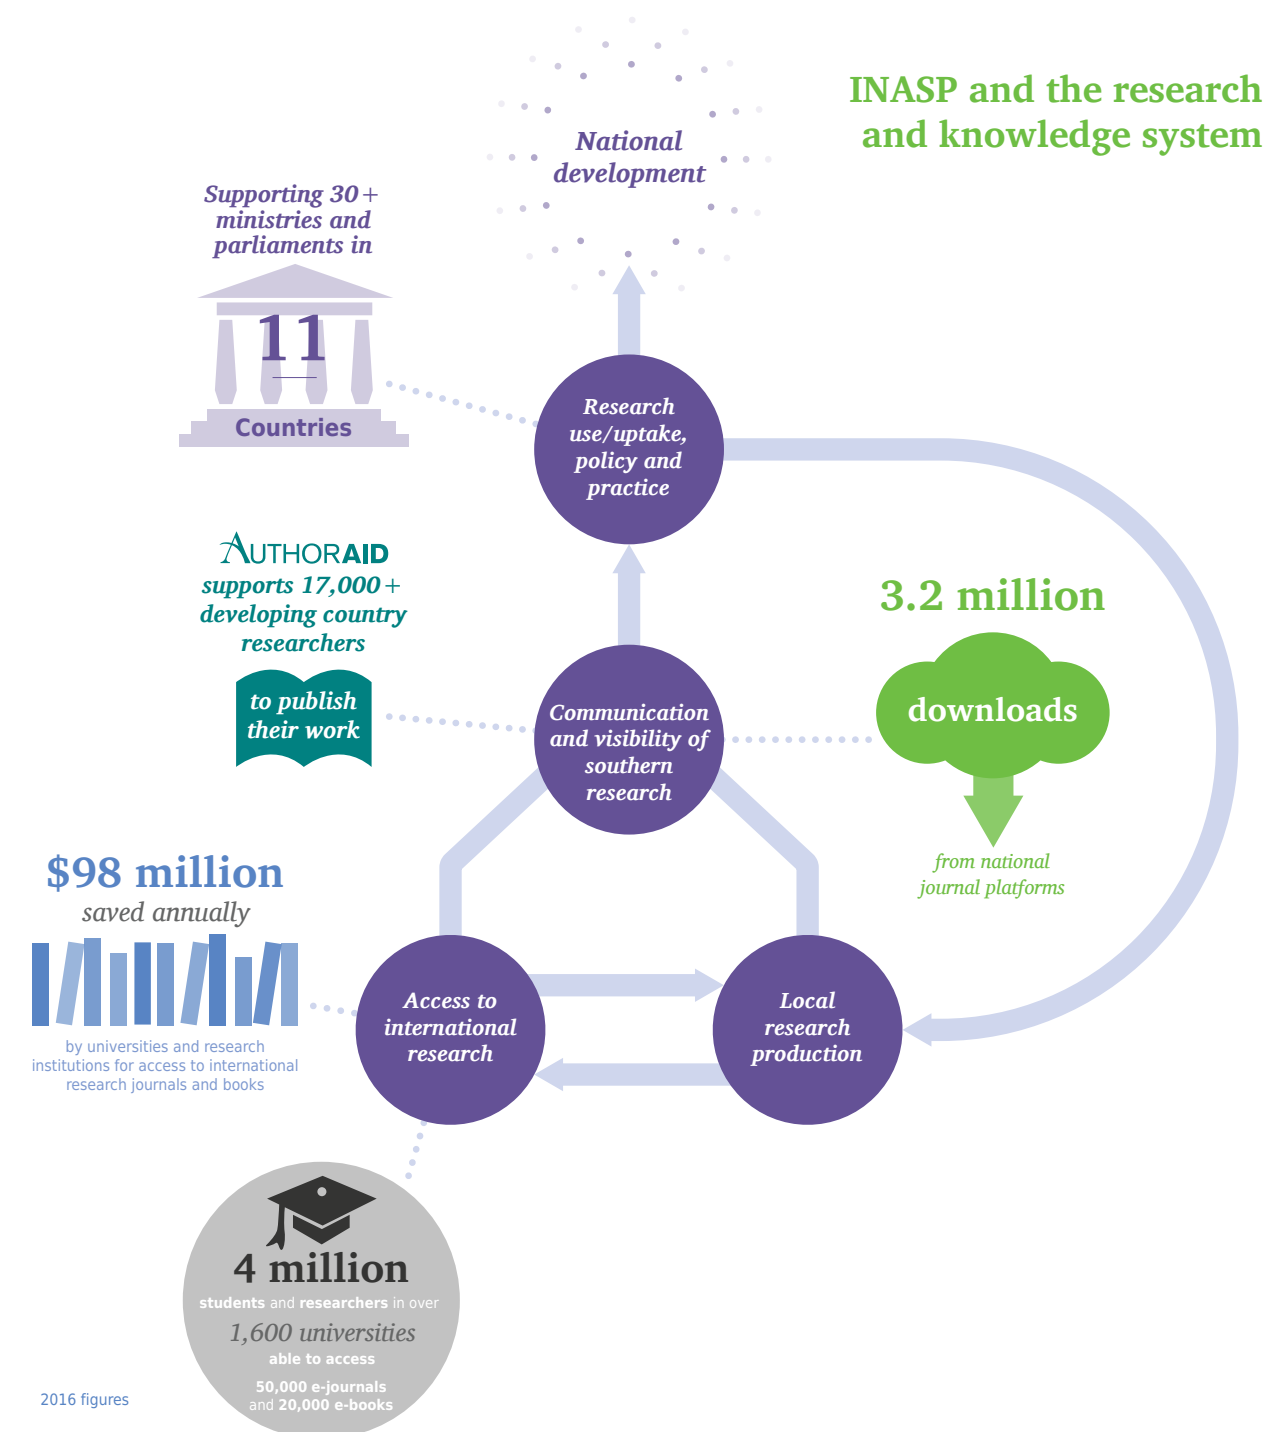 INASP and the research
and knowledge system
National
development
Supporting 30+
ministries and
parliaments in
11
Countries
Research
use/uptake,
policy and
practice
AUTHORAID
supports 17,000+
developing country
researchers
to publish
their work
3.2 million
downloads
from national
journal platforms
Communication
and visibility of
southern
research
$98 million
saved annually
by universities and research
institutions for access to international
research journals and books
Access to
international
research
Local
research
production
4 million
students and researchers in over
1,600 universities
able to access
50,000 e-journals
and 20,000 e-books
2016 figures